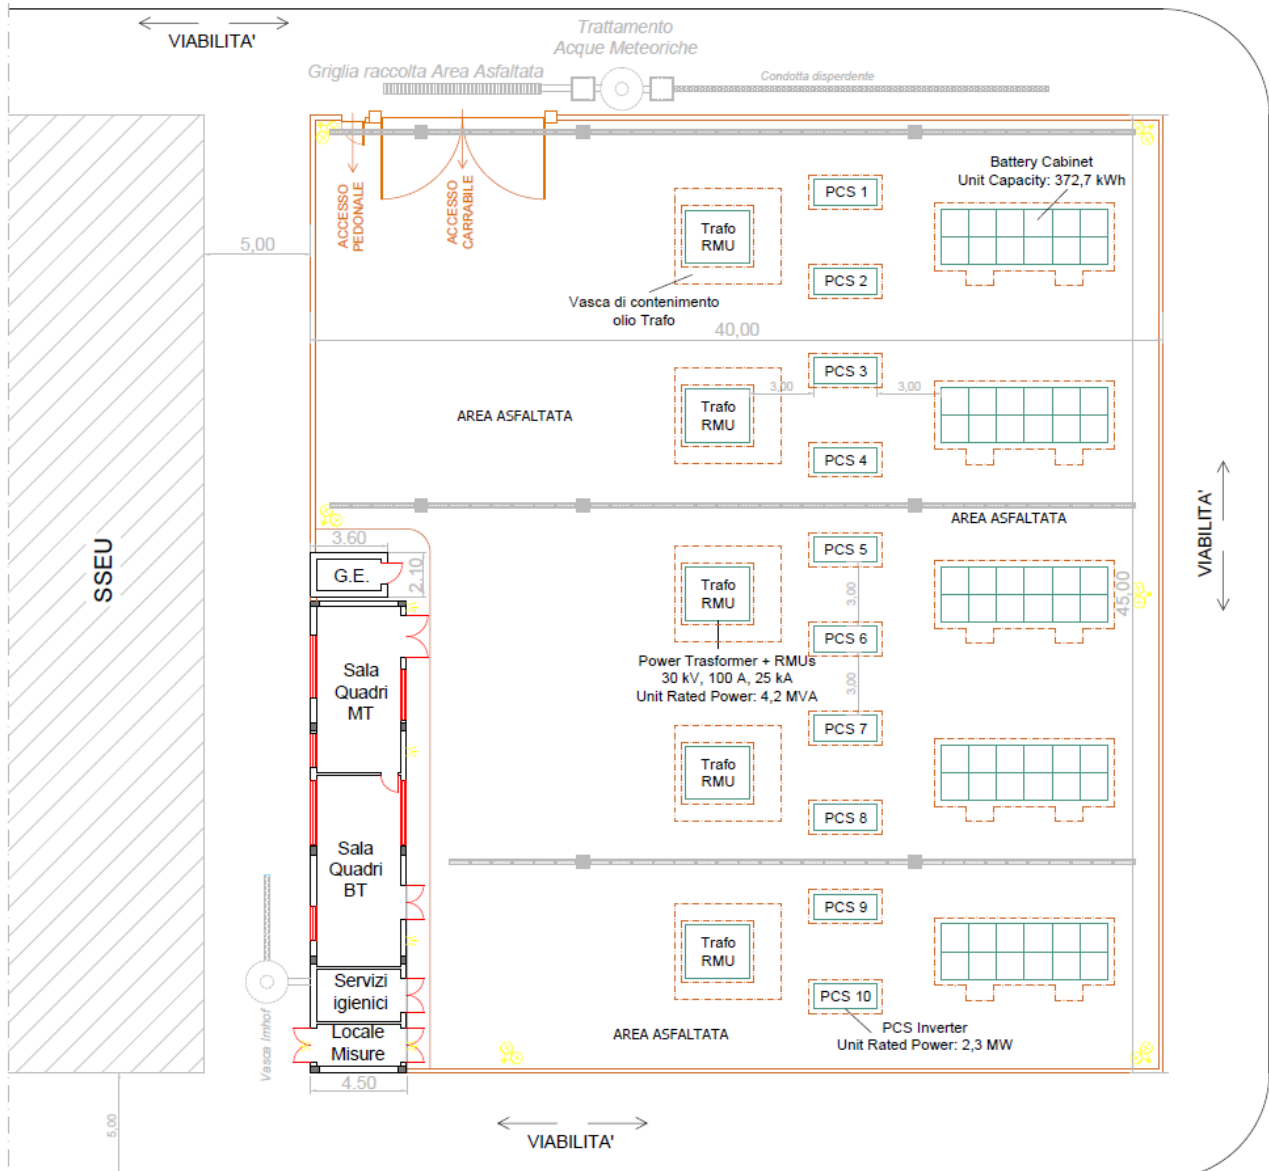 VIABILITA'
Trattamento
Acque Meteoriche
Griglia raccolta Area Asfaltata
Condotta disperdente
ACCESSO
PEDONALE
ACCESSO
CARRABILE
Battery Cabinet
Unit Capacity: 372,7 kWh
PCS 1
Trafo
RMU
PCS 2
5,00
Vasca di contenimento
olio Trafo
40,00
PCS 3
3,00
3,00
Trafo
RMU
AREA ASFALTATA
PCS 4
VIABILITA'
AREA ASFALTATA
SSEU
3.60
2.10
G.E.
PCS 5
Trafo
RMU
3,00
45,00
PCS 6
Power Trasformer + RMUs
30 kV, 100 A, 25 kA
Unit Rated Power: 4,2 MVA
3,00
Sala
Quadri
MT
PCS 7
Trafo
RMU
PCS 8
Sala
Quadri
BT
PCS 9
Trafo
RMU
Servizi
igienici
PCS 10
Locale
Misure
Vasca Imhof
AREA ASFALTATA
PCS Inverter
Unit Rated Power: 2,3 MW
4.50
5,00
VIABILITA'